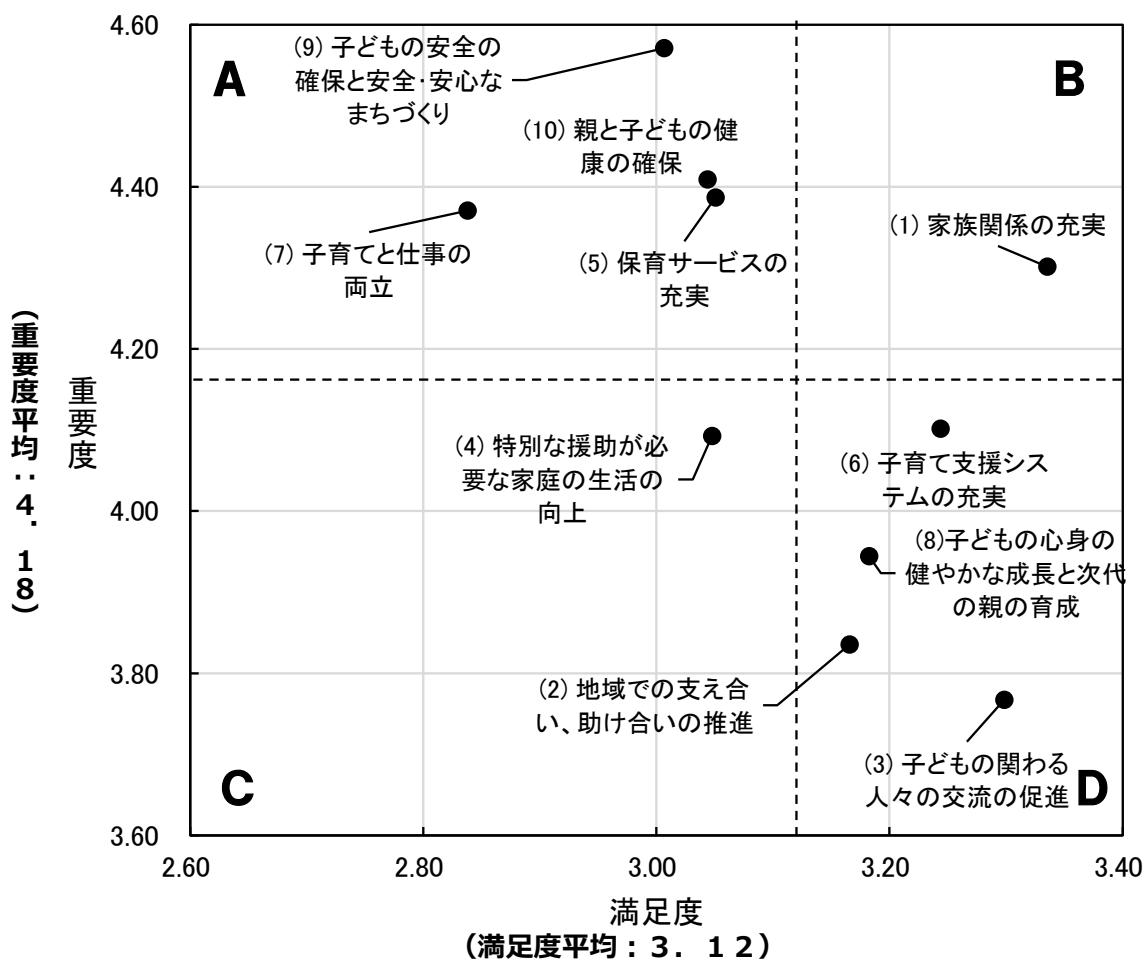 4.60
4.40
4.20
4.00
3.80
3.60
2.60
2.80
3.00
3.20
3.40
A
B
C
D
(9) 子どもの安全の
確保と安全・安心な
まちづくり
(10) 親と子どもの健
康の確保
(1) 家族関係の充実
(7) 子育てと仕事の
両立
(5) 保育サービスの
充実
(4) 特別な援助が必
要な家庭の生活の
向上
(6) 子育て支援シス
テムの充実
(8)子どもの心身の
健やかな成長と次代
の親の育成
(2) 地域での支え合
い、助け合いの推進
(3) 子どもの関わる
人々の交流の促進
重要度
（重要度平均：４．１８）
満足度
（満足度平均：３．１２）